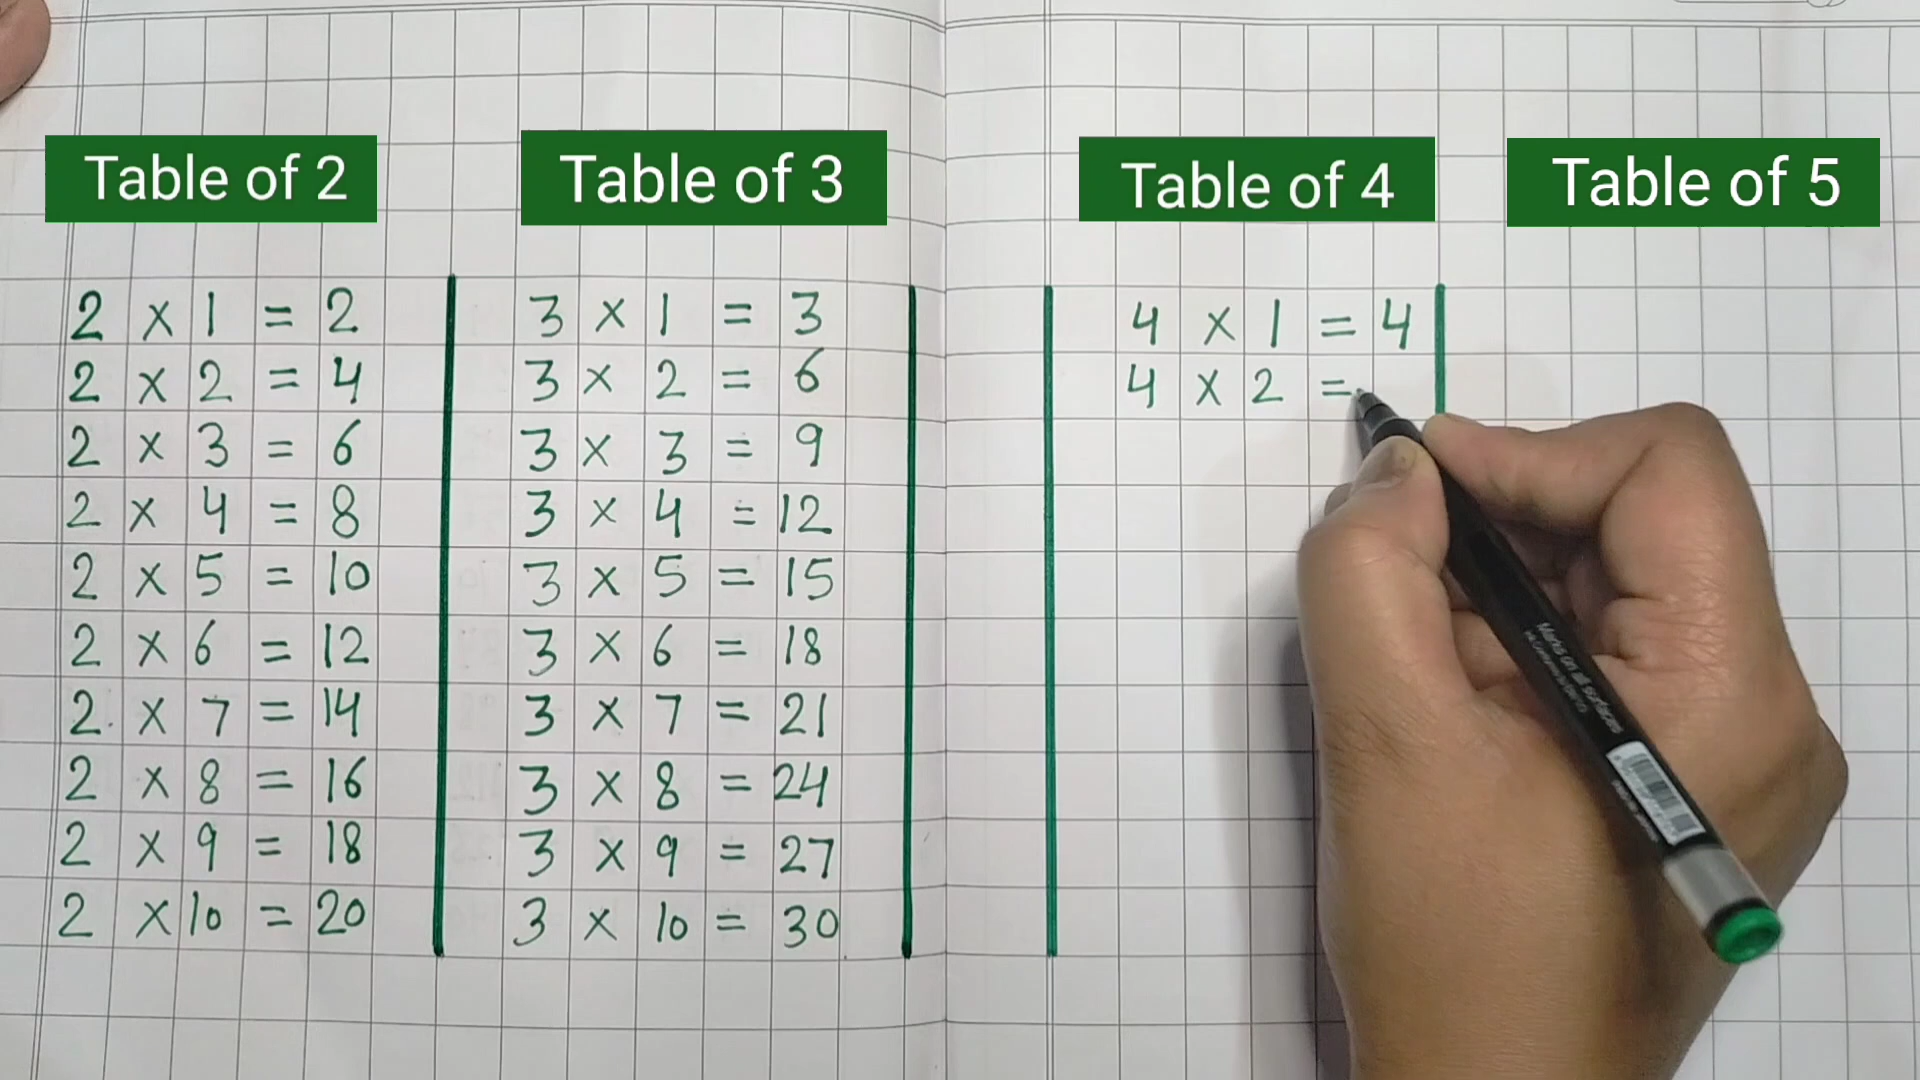 Table of 2
2 × 1 = 2
2 × 2 = 4
2 × 3 = 6
2 × 4 = 8
2 × 5 = 10
2 × 6 = 12
2 × 7 = 14
2 × 8 = 16
2 × 9 = 18
2 × 10 = 20
Table of 3
3 × 1 = 3
3 × 2 = 6
3 × 3 = 9
3 × 4 = 12
3 × 5 = 15
3 × 6 = 18
3 × 7 = 21
3 × 8 = 24
3 × 9 = 27
3 × 10 = 30
Table of 4
4 × 1 = 4
4 × 2 =
Table of 5
Marks on all surfaces